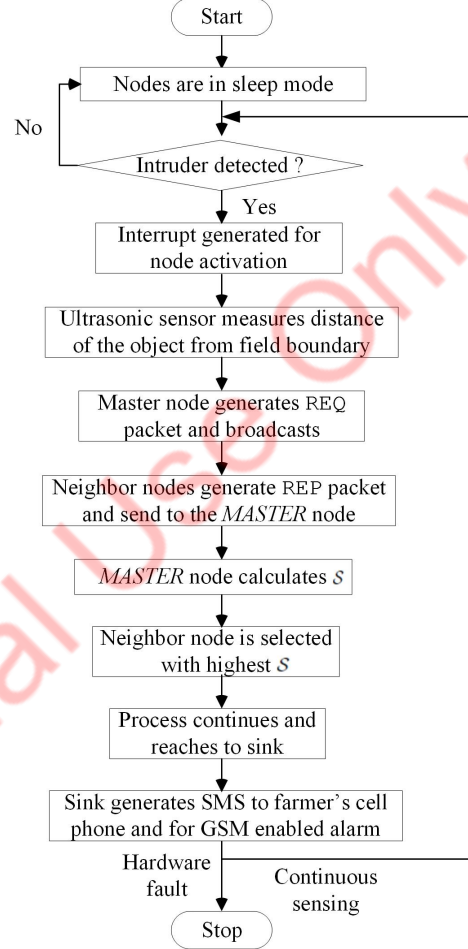 Start
Nodes are in sleep mode
No
Intruder detected ?
Yes
Interrupt generated for
node activation
Ultrasonic sensor measures distance
of the object from field boundary
Master node generates REQ
packet and broadcasts
Neighbor nodes generate REP packet
and send to the MASTER node
MASTER node calculates S
Neighbor node is selected
with highest S
Process continues and
reaches to sink
Sink generates SMS to farmer's cell
phone and for GSM enabled alarm
Hardware
fault
Continuous
sensing
Stop
al Use Only